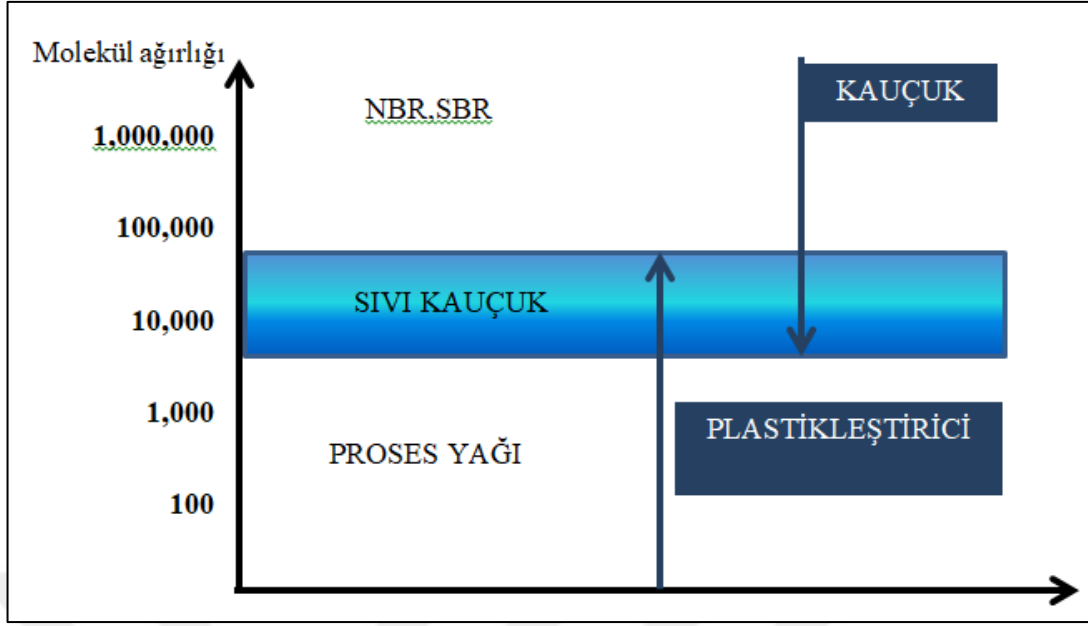 Molekül ağırlığı
KAUÇUK
NBR,SBR
1,000,000
100,000
SIVI KAUÇUK
10,000
1,000
PLASTİKLEŞTİRİCİ
PROSES YAĞI
100